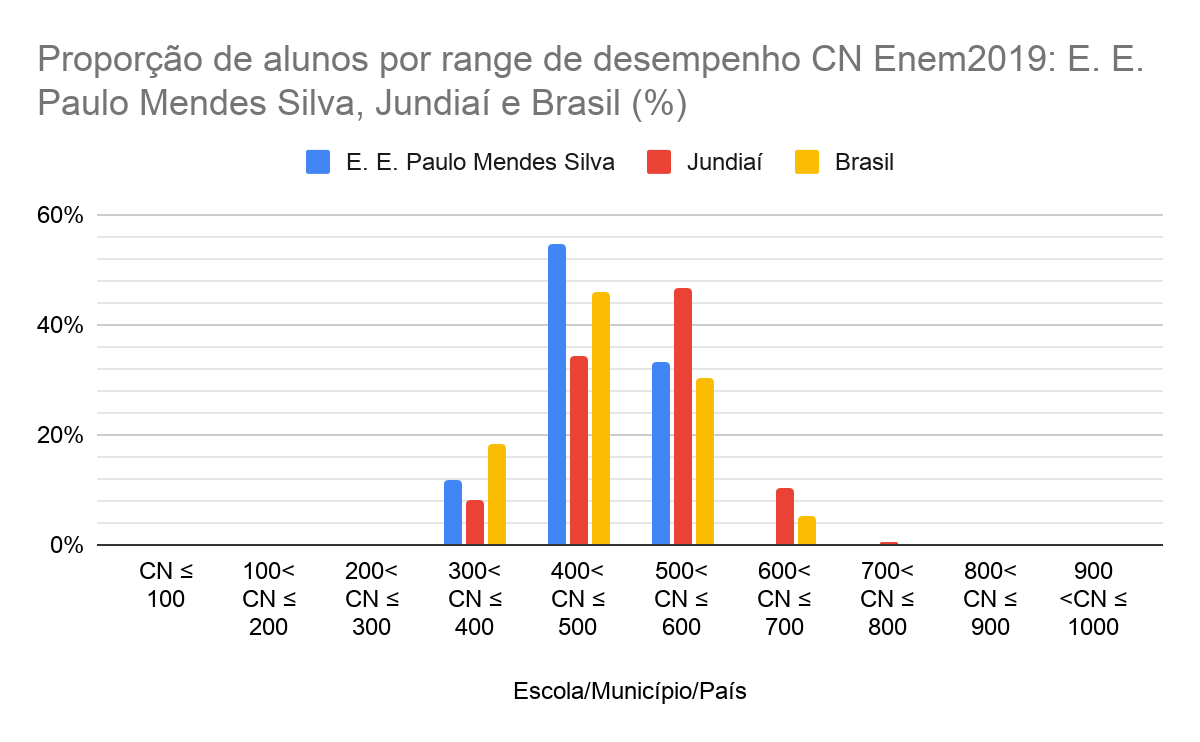 Proporção de alunos por range de desempenho CN Enem2019: E. E.
Paulo Mendes Silva, Jundiaí e Brasil (%)
E. E. Paulo Mendes Silva
Jundiaí
Brasil
60%
40%
20%
0%
CN ≤
100
100<
CN ≤
200
200<
CN ≤
300
300<
CN ≤
400
400<
CN ≤
500
500<
CN ≤
600
600<
CN ≤
700
700<
CN ≤
800
800<
CN ≤
900
900
<CN ≤
1000
Escola/Município/País